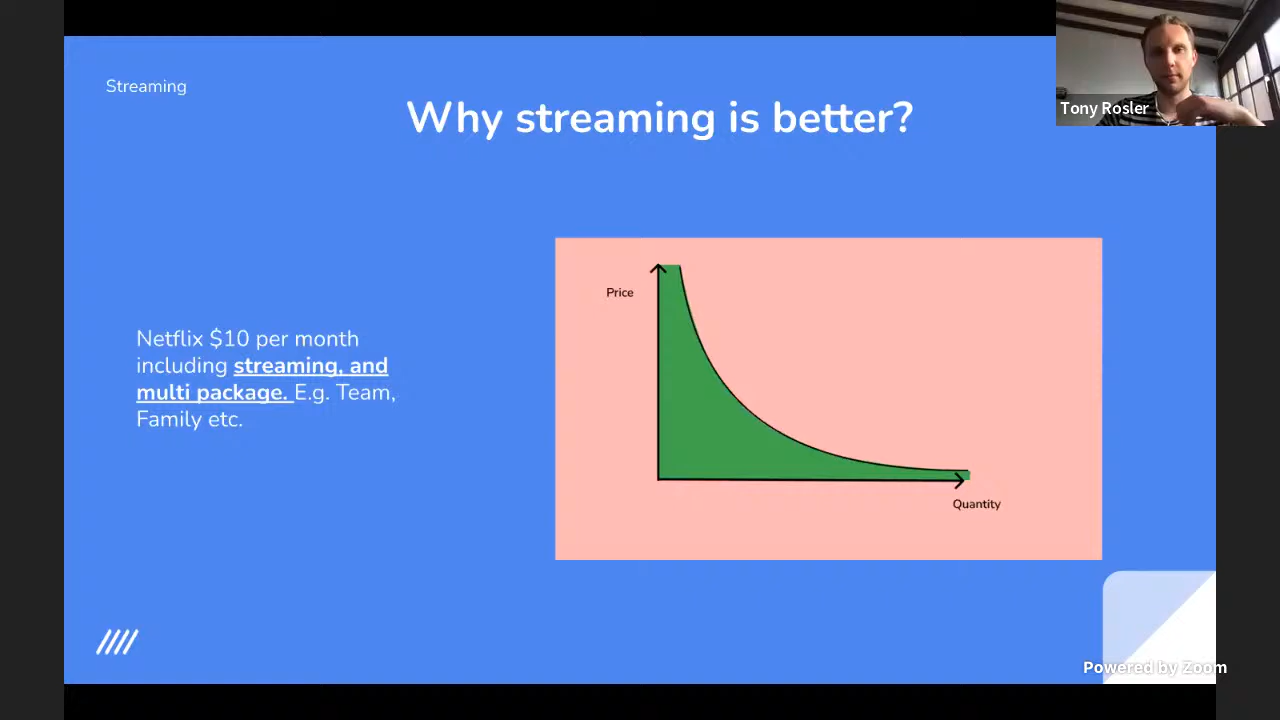 Streaming
Why streaming is better?
Tony Rosler
Netflix $10 per month
including streaming, and
multi package. E.g. Team,
Family etc.
Price
Quantity
Powered by Zoom